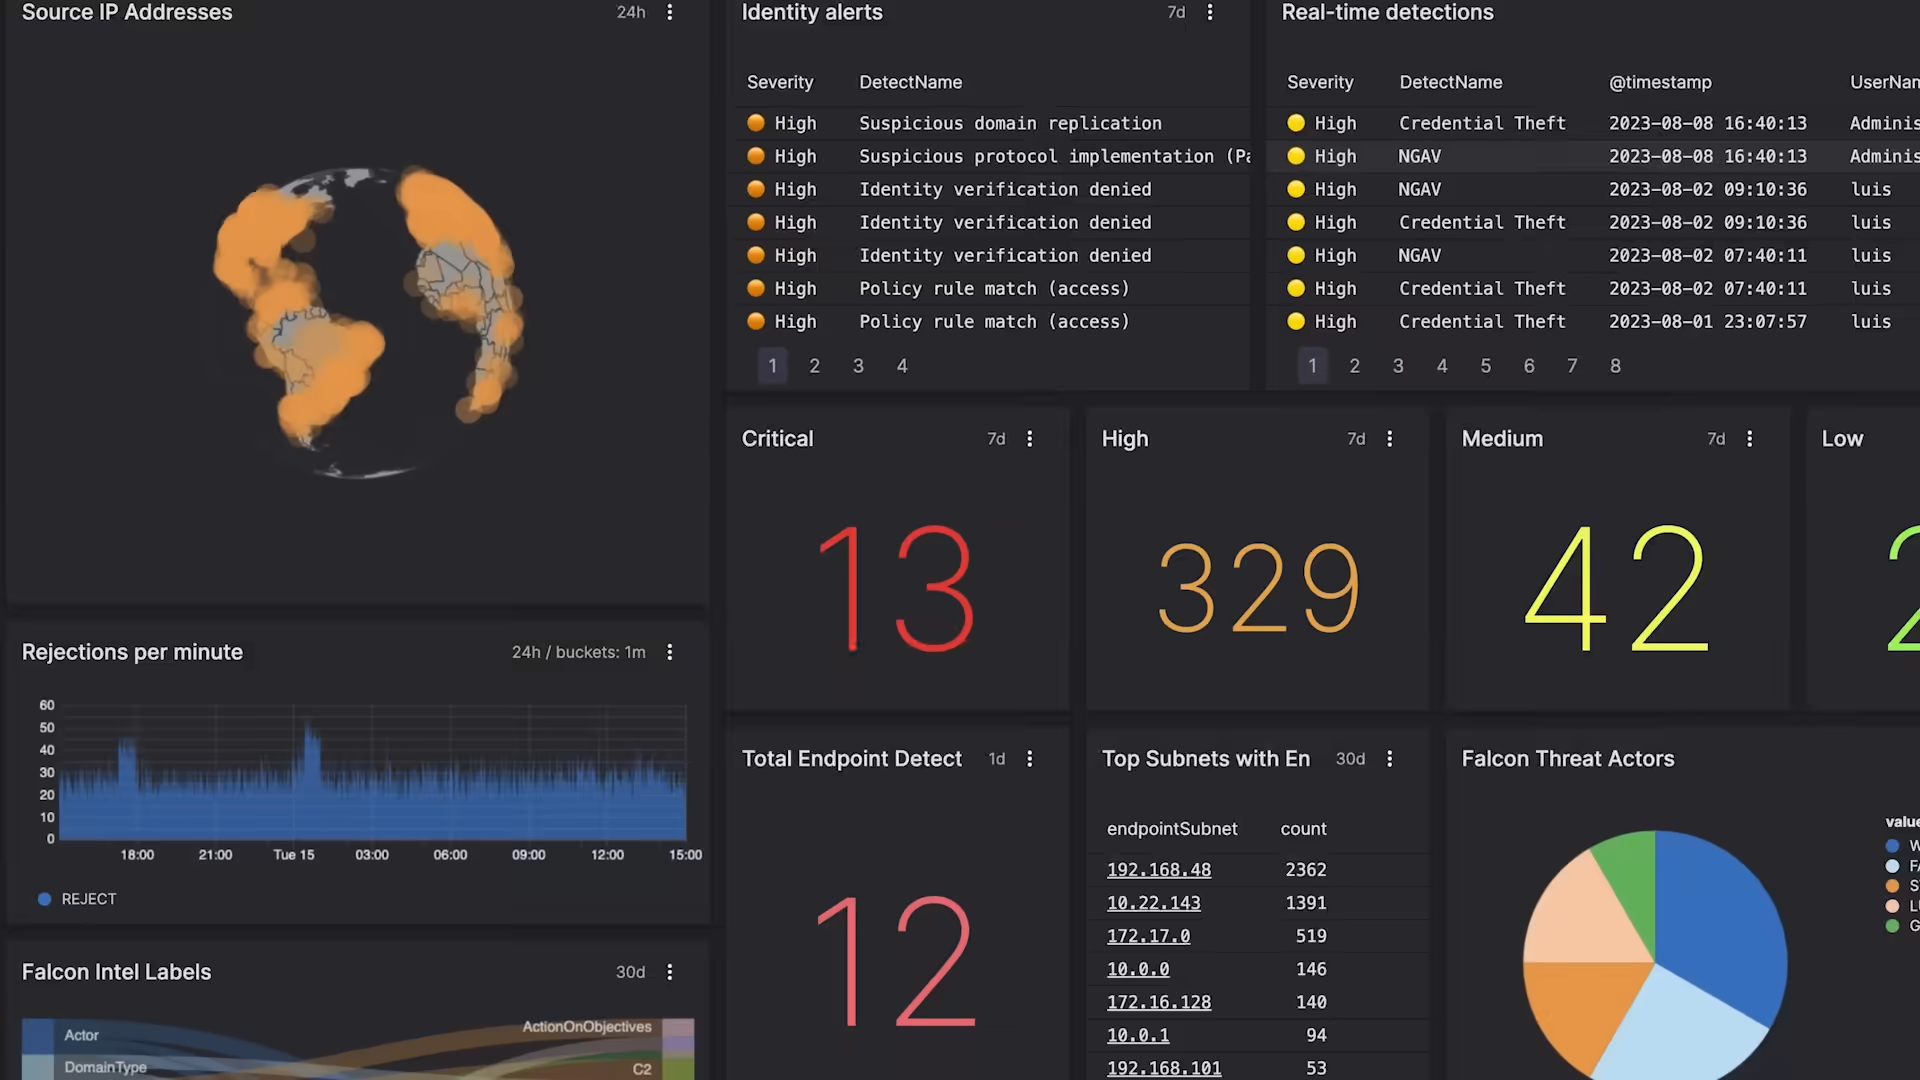 Source IP Addresses 24h
Identity alerts 7d
Severity DetectName
High Suspicious domain replication
High Suspicious protocol implementation (Pa
High Identity verification denied
High Identity verification denied
High Identity verification denied
High Policy rule match (access)
High Policy rule match (access)
1 2 3 4
Real-time detections
Severity DetectName @timestamp UserNam
High Credential Theft 2023-08-08 16:40:13 Adminis
High NGAV 2023-08-08 16:40:13 Adminis
High NGAV 2023-08-02 09:10:36 luis
High Credential Theft 2023-08-02 09:10:36 luis
High NGAV 2023-08-02 07:40:11 luis
High Credential Theft 2023-08-02 07:40:11 luis
High Credential Theft 2023-08-01 23:07:57 luis
1 2 3 4 5 6 7 8
Critical 7d
13
High 7d
329
Medium 7d
42
Low
2
Rejections per minute 24h / buckets: 1m
60
50
40
30
20
10
0
18:00 21:00 Tue 15 03:00 06:00 09:00 12:00 15:00
REJECT
Total Endpoint Detect 1d
12
Top Subnets with En 30d
endpointSubnet count
192.168.48 2362
10.22.143 1391
172.17.0 519
10.0.0 146
172.16.128 140
10.0.1 94
192.168.101 53
Falcon Threat Actors
value
W
FA
S
LU
G
Falcon Intel Labels 30d
Actor ActionOnObjectives
DomainType C2